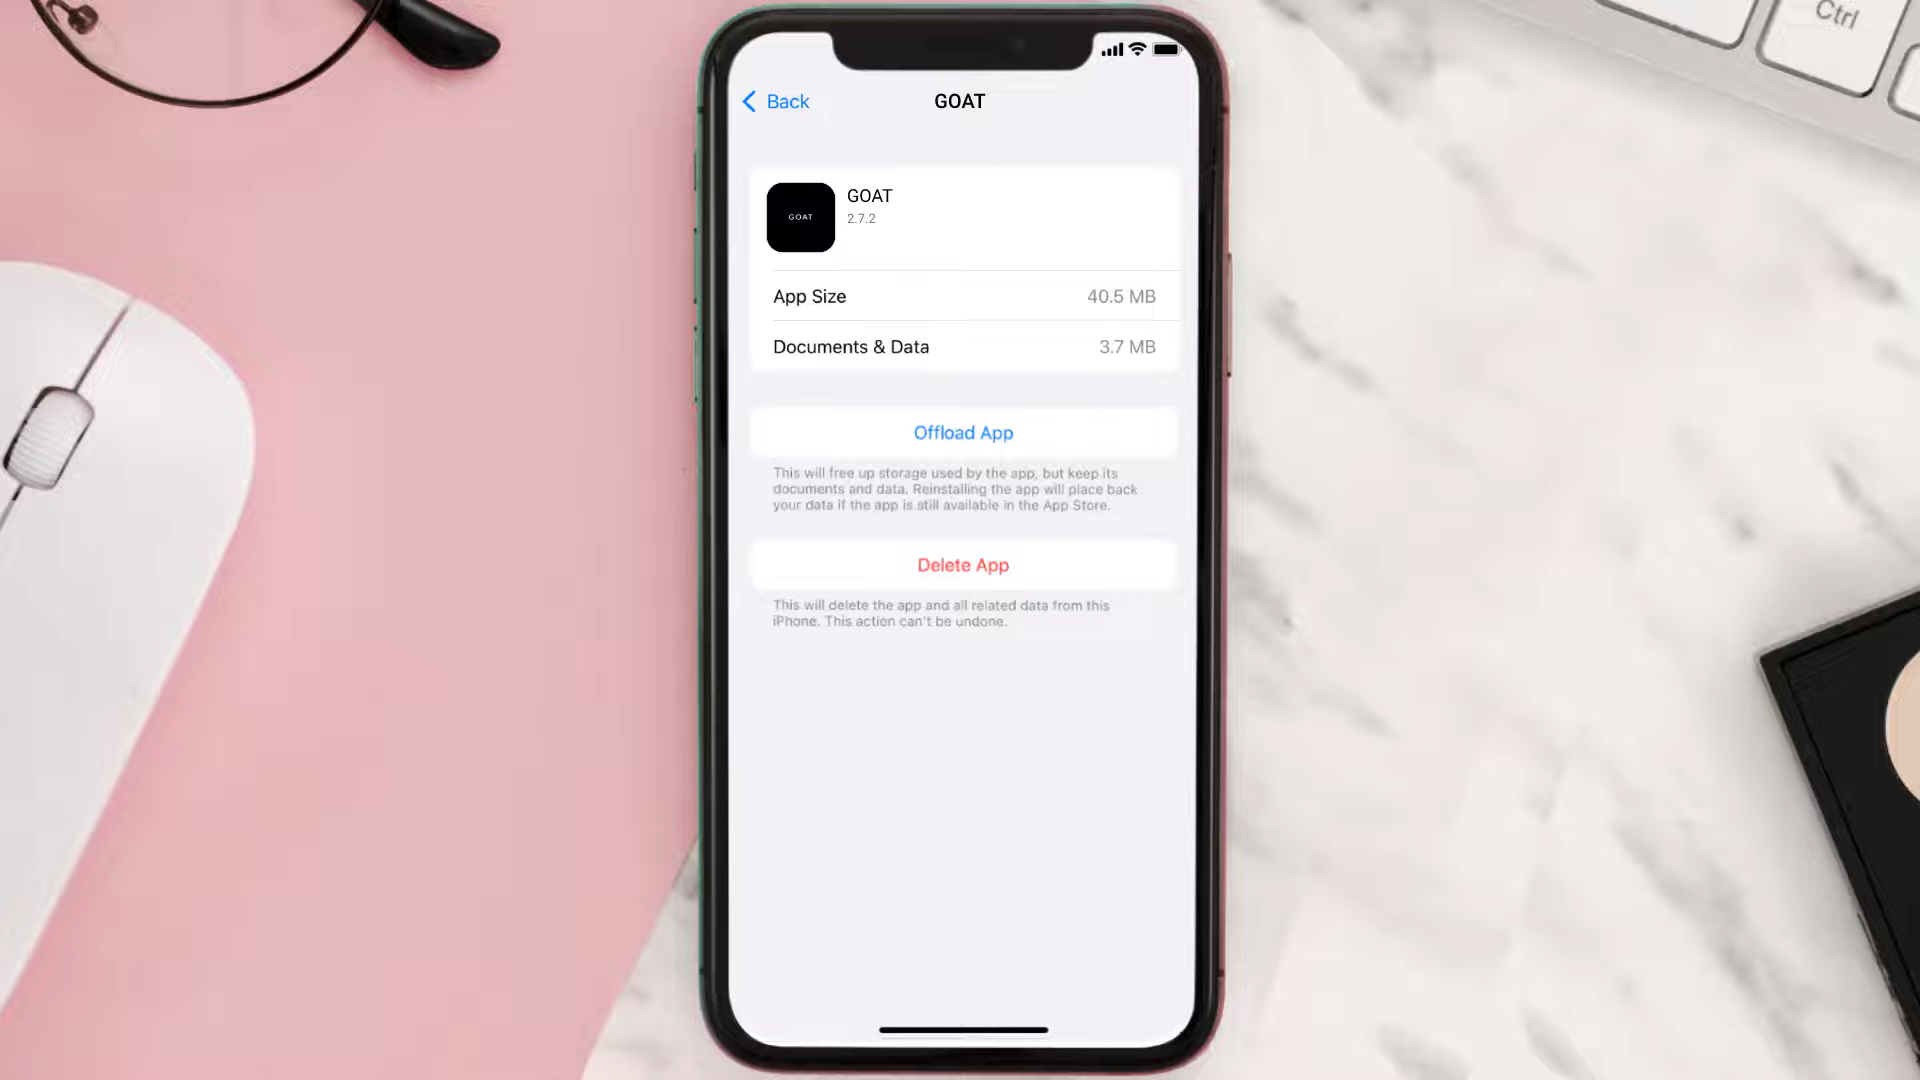 Ctrl
Back
GOAT
GOAT
GOAT
2.7.2
App Size
40.5 MB
Documents & Data
3.7 MB
Offload App
This will free up storage used by the app, but keep its
documents and data. Reinstalling the app will place back
your data if the app is still available in the App Store.
Delete App
This will delete the app and all related data from this
iPhone. This action can't be undone.